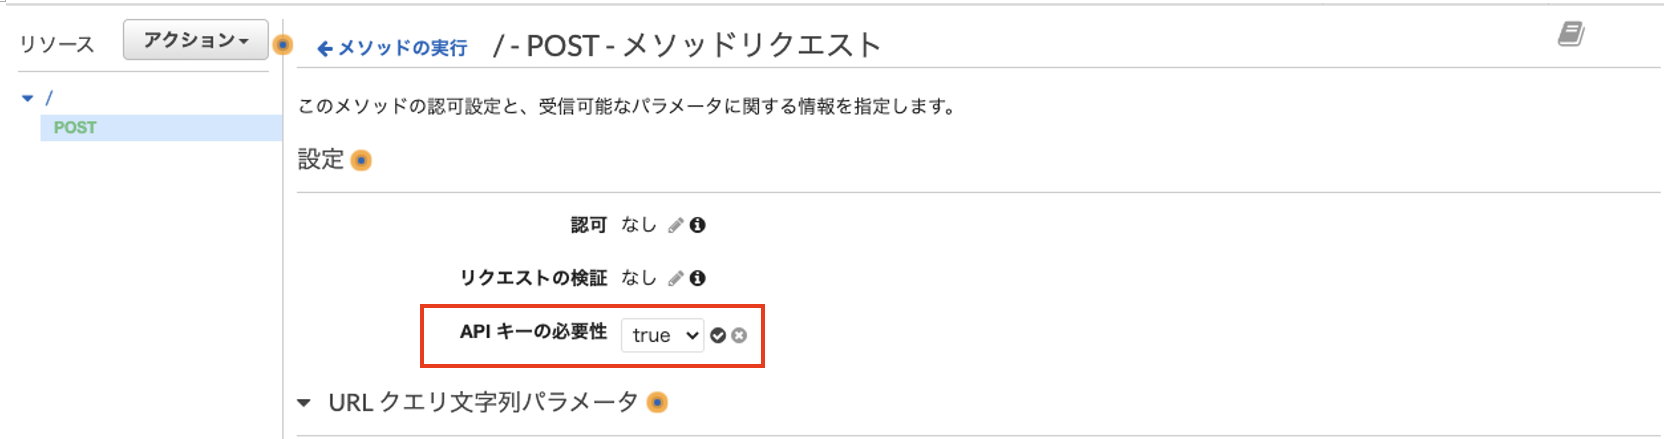 リソース
アクション
メソッドの実行
/ - POST - メソッドリクエスト
/
POST
このメソッドの認可設定と、受信可能なパラメータに関する情報を指定します。
設定
認可 なし
リクエストの検証 なし
API キーの必要性 true
URL クエリ文字列パラメータ